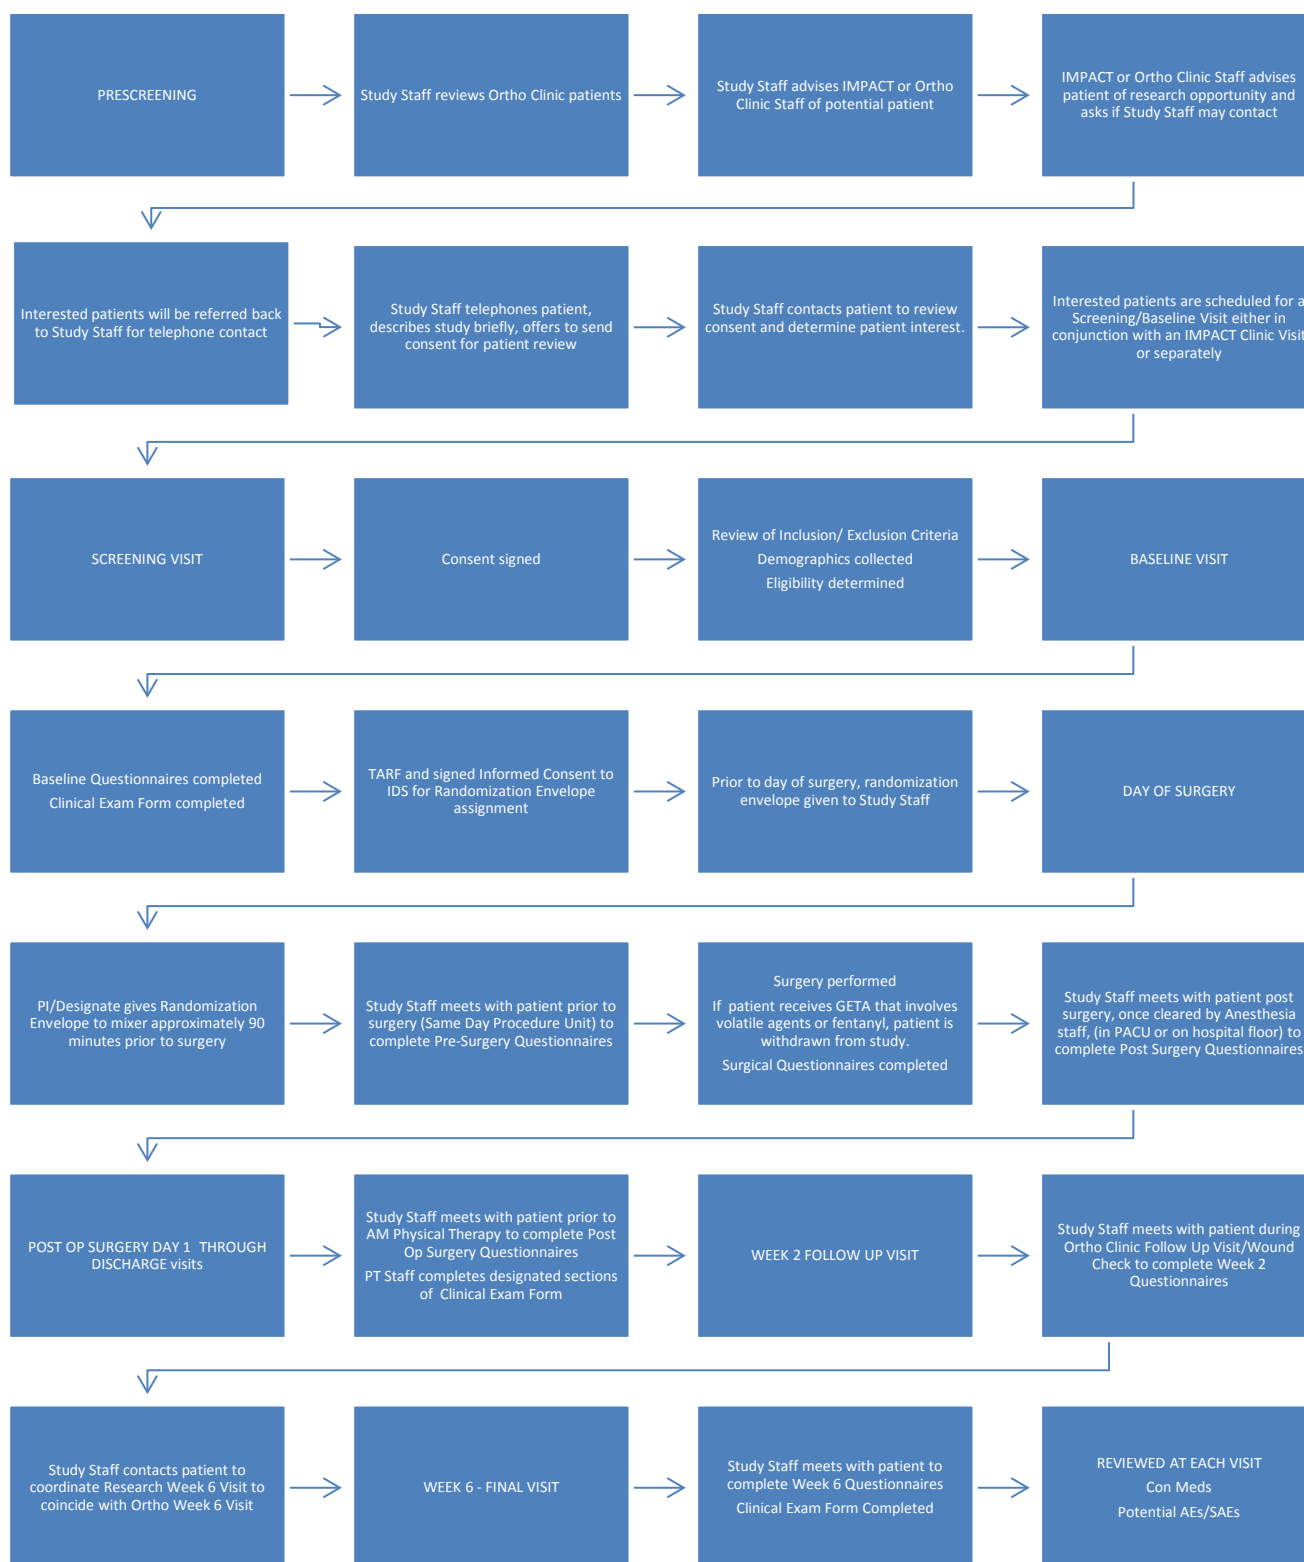 PRESCREENING
Study Staff reviews Ortho Clinic patients
Study Staff advises IMPACT or Ortho
Clinic Staff of potential patient
IMPACT or Ortho Clinic Staff advises
patient of research opportunity and
asks if Study Staff may contact
Interested patients will be referred back
to Study Staff for telephone contact
Study Staff telephones patient,
describes study briefly, offers to send
consent for patient review
Study Staff contacts patient to review
consent and determine patient interest.
Interested patients are scheduled for a
Screening/Baseline Visit either in
conjunction with an IMPACT Clinic Visit
or separately
SCREENING VISIT
Consent signed
Review of Inclusion/ Exclusion Criteria
Demographics collected
Eligibility determined
BASELINE VISIT
Baseline Questionnaires completed
Clinical Exam Form completed
TARF and signed Informed Consent to
IDS for Randomization Envelope
assignment
Prior to day of surgery, randomization
envelope given to Study Staff
DAY OF SURGERY
PI/Designate gives Randomization
Envelope to mixer approximately 90
minutes prior to surgery
Study Staff meets with patient prior to
surgery (Same Day Procedure Unit) to
complete Pre-Surgery Questionnaires
Surgery performed
If patient receives GETA that involves
volatile agents or fentanyl, patient is
withdrawn from study.
Surgical Questionnaires completed
Study Staff meets with patient post
surgery, once cleared by Anesthesia
staff, (in PACU or on hospital floor) to
complete Post Surgery Questionnaires
POST OP SURGERY DAY 1 THROUGH
DISCHARGE visits
Study Staff meets with patient prior to
AM Physical Therapy to complete Post
Op Surgery Questionnaires
PT Staff completes designated sections
of Clinical Exam Form
WEEK 2 FOLLOW UP VISIT
Study Staff meets with patient during
Ortho Clinic Follow Up Visit/Wound
Check to complete Week 2
Questionnaires
Study Staff contacts patient to
coordinate Research Week 6 Visit to
coincide with Ortho Week 6 Visit
WEEK 6 - FINAL VISIT
Study Staff meets with patient to
complete Week 6 Questionnaires
Clinical Exam Form Completed
REVIEWED AT EACH VISIT
Con Meds
Potential AEs/SAEs